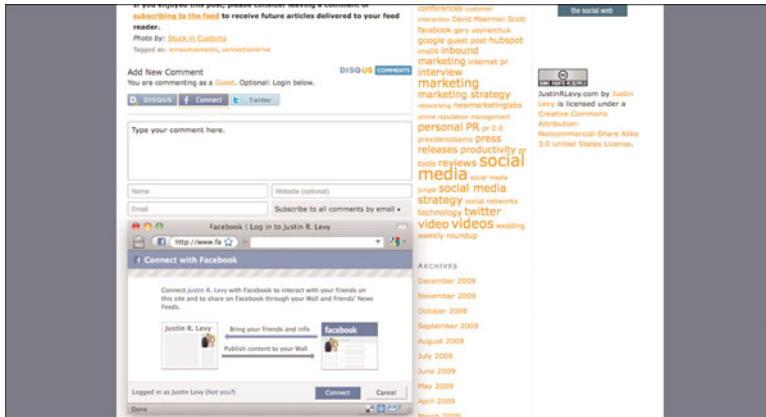 If you enjoyed this post, please consider leaving a comment or
subscribing to the feed to receive future articles delivered to your feed
reader.
Photo by: Stuck in Customs
Tagged as: announcements, connectiondrive
Add New Comment
DISQUS COMMENTS
You are commenting as a Guest. Optional: Login below.
DISQUS
Connect
Twitter
Type your comment here.
Name
Website (optional)
Email
Subscribe to all comments by email
Facebook | Log in to Justin R. Levy
http://www.fa
Connect with Facebook
Connect Justin R. Levy with Facebook to interact with your friends on
this site and to share on Facebook through your Wall and friends' News
Feeds.
Justin R. Levy
Bring your friends and info
facebook
Publish content to your Wall
Logged in as Justin Levy (Not you?)
Connect
Cancel
Done
conferences customer
interaction David Meerman Scott
facebook gary vaynerchuk
google guest post hubspot
ims09 inbound
marketing internet pr
interview
marketing
marketing strategy
networking newmarketinglabs
online reputation management
personal PR pr 2.0
presidentobama press
releases productivity pr
tools reviews social
media social media
jungle social media
strategy social networks
technology twitter
video videos wedding
weekly roundup
ARCHIVES
December 2009
November 2009
October 2009
September 2009
August 2009
July 2009
June 2009
May 2009
April 2009
March 2009
the social web
cc
SOME RIGHTS RESERVED
JustinRLevy.com by Justin
Levy is licensed under a
Creative Commons
Attribution-
Noncommercial-Share Alike
3.0 United States License.